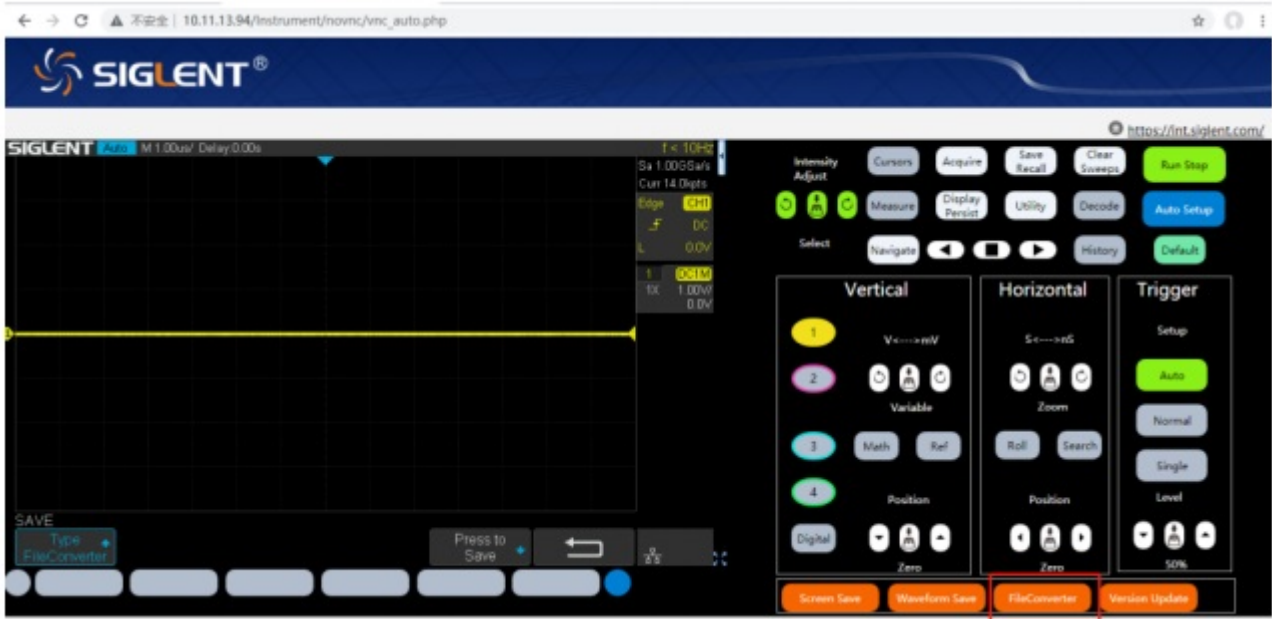 不安全 | 10.11.13.94/Instrument/novnc/vnc_auto.php
SIGLENT®
https://int.siglent.com/
SIGLENT Auto M 1.00us/ Delay:0.00s f < 10Hz
Sa 1.00GSa/s
Curr 14.0kpts
Edge CH1
DC
L 0.0V
1 DC1M
1X 1.00V/
0.0V
1
SAVE
Type
FileConverter
Press to
Save
Intensity
Adjust
Cursors
Acquire
Save
Recall
Clear
Sweeps
Run Stop
Measure
Display
Persist
Utility
Decode
Auto Setup
Select
Navigate
History
Default
Vertical
1
V<---->mV
2
Variable
3
Math
Ref
4
Position
Digital
Zero
Horizontal
S<---->nS
Zoom
Roll
Search
Position
Zero
Trigger
Setup
Auto
Normal
Single
Level
50%
Screen Save
Waveform Save
FileConverter
Version Update